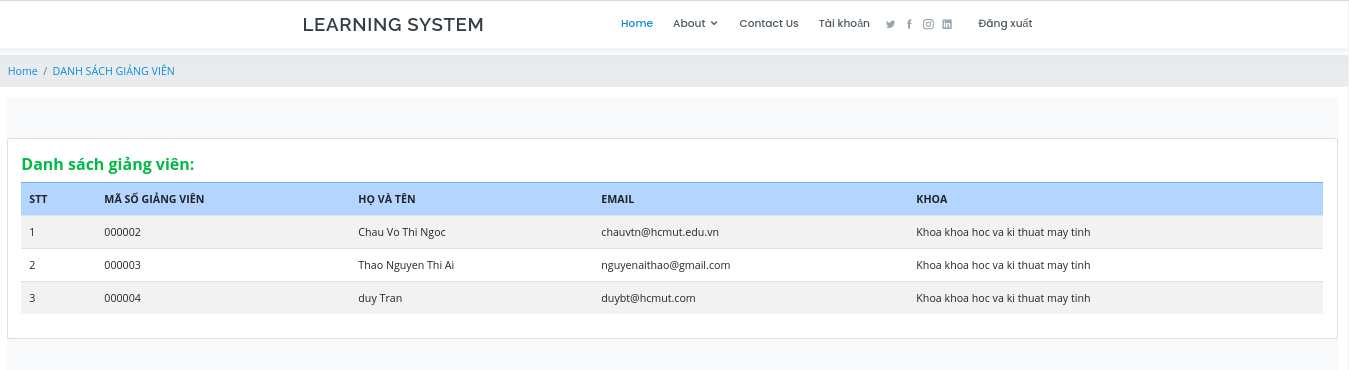 LEARNING SYSTEM Home About Contact Us Tài khoản Đăng xuất
Home / DANH SÁCH GIẢNG VIÊN
Danh sách giảng viên:
STT MÃ SỐ GIẢNG VIÊN HỌ VÀ TÊN EMAIL KHOA
1 000002 Chau Vo Thi Ngoc chauvtn@hcmut.edu.vn Khoa khoa hoc va ki thuat may tinh
2 000003 Thao Nguyen Thi Ai nguyenaithao@gmail.com Khoa khoa hoc va ki thuat may tinh
3 000004 duy Tran duybt@hcmut.com Khoa khoa hoc va ki thuat may tinh